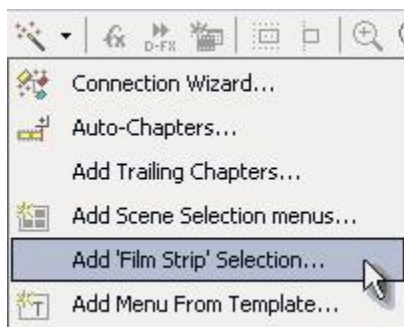 fx D-FX
Connection Wizard...
Auto-Chapters...
Add Trailing Chapters...
Add Scene Selection menus...
Add 'Film Strip' Selection...
T Add Menu From Template...